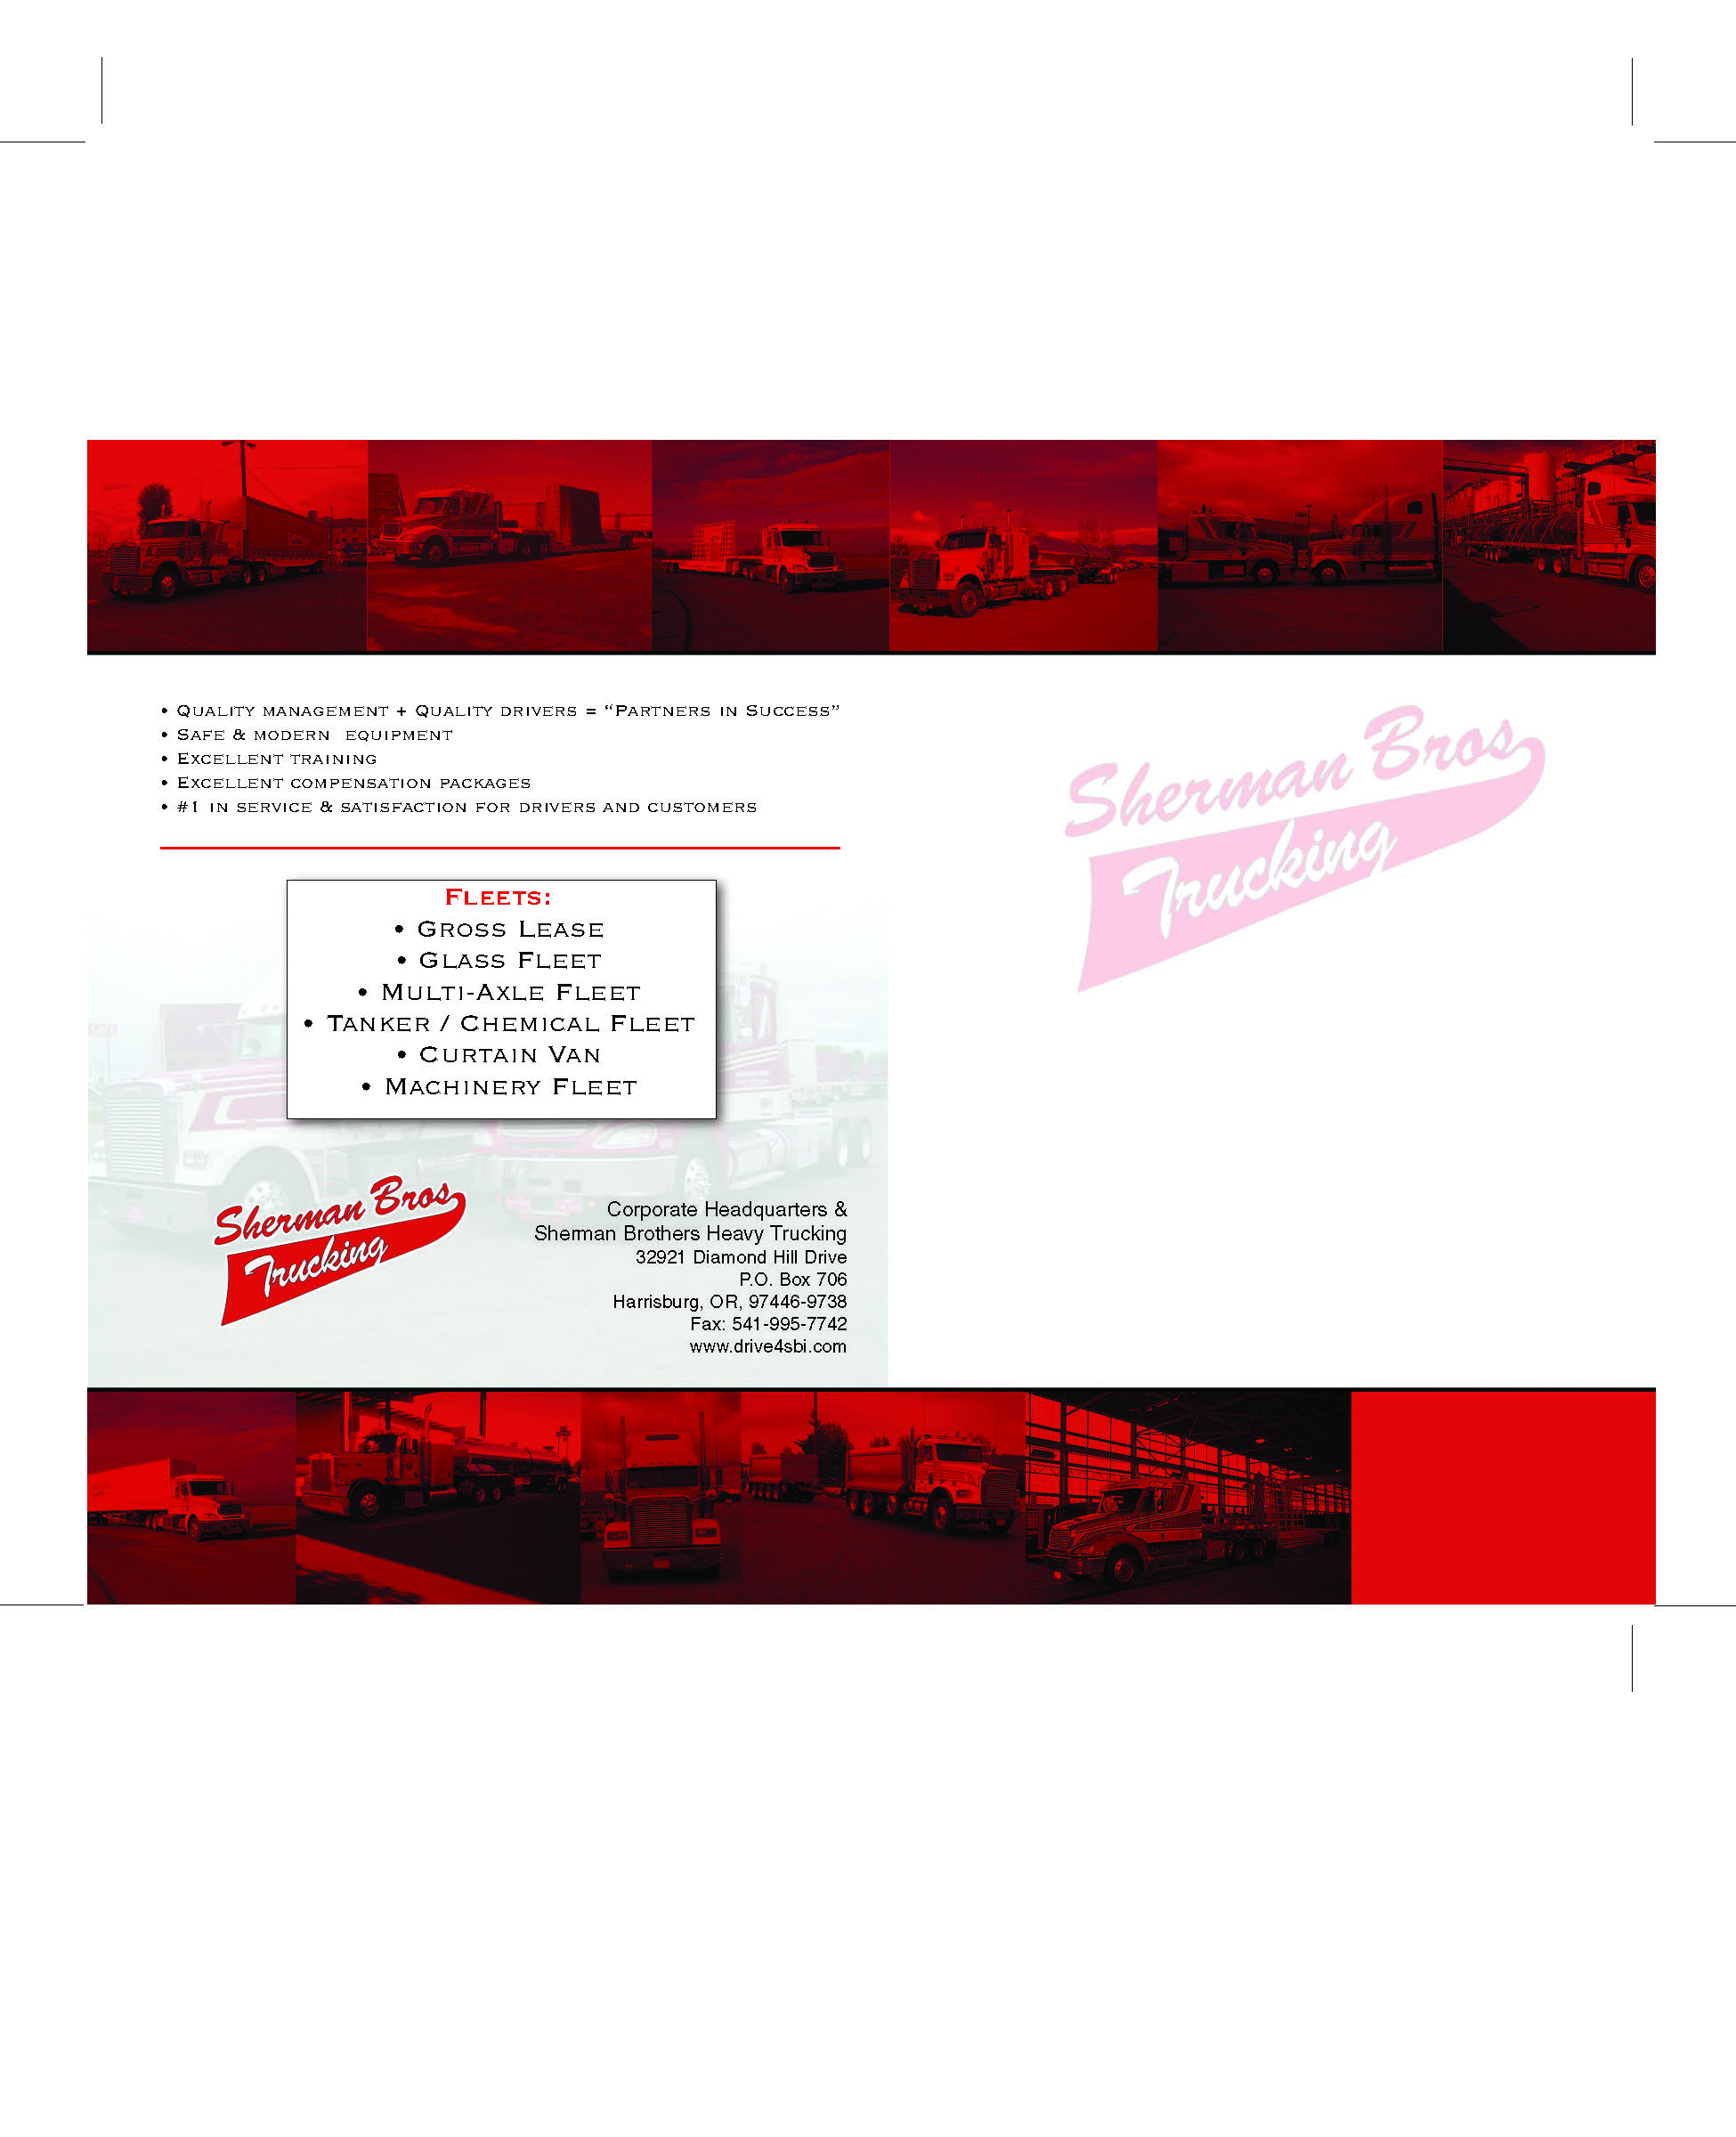 • Quality management + Quality drivers = “Partners in Success”
• Safe & modern  equipment
• Excellent training
• Excellent compensation packages
• #1 in service & satisfaction for drivers and customers
Sherman Bros
Trucking
Fleets:
• Gross Lease
• Glass Fleet
• Multi-Axle Fleet
• Tanker / Chemical Fleet
• Curtain Van
• Machinery Fleet
Sherman Bros
Trucking
Corporate Headquarters &
Sherman Brothers Heavy Trucking
32921 Diamond Hill Drive
P.O. Box 706
Harrisburg, OR, 97446-9738
Fax: 541-995-7742
www.drive4sbi.com